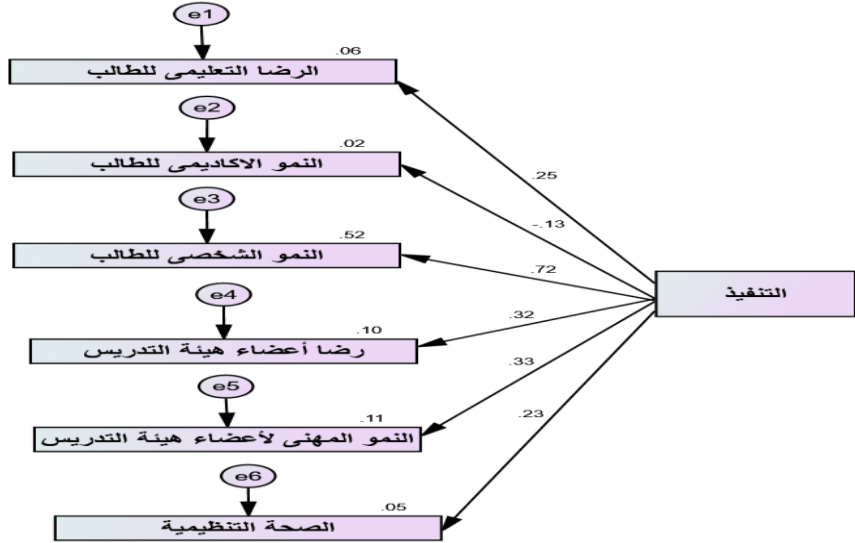 e1
.06
الرضا التعليمى للطالب
e2
.02
النمو الاكاديمى للطالب
e3
.52
النمو الشخصى للطالب
e4
.10
رضا أعضاء هيئة التدريس
e5
.11
النمو المهنى لأعضاء هيئة التدريس
e6
.05
الصحة التنظيمية
.25
-.13
.72
.32
.33
.23
التنفيذ